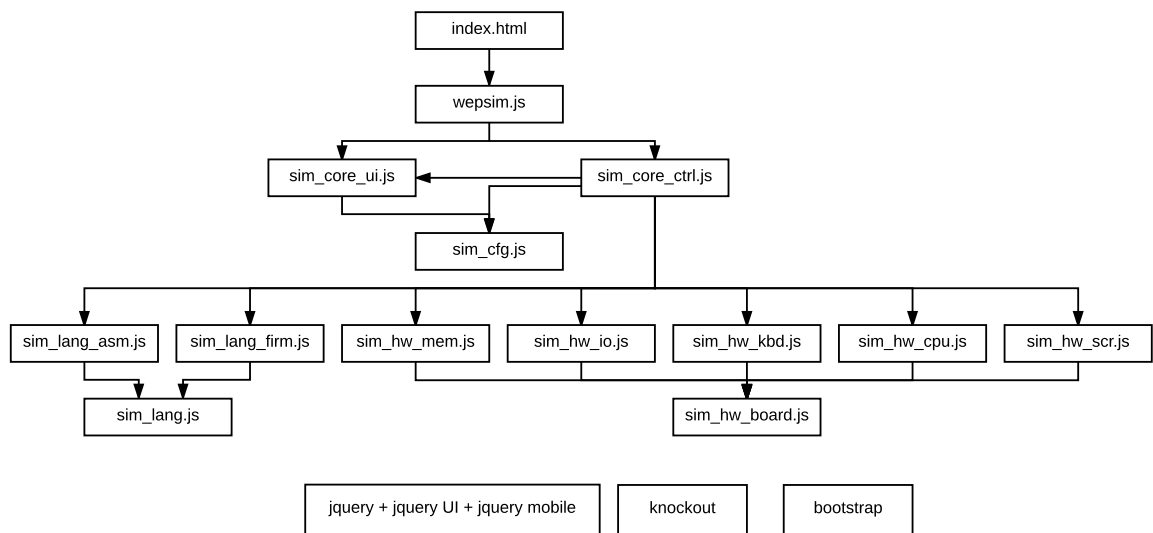 index.html
wepsim.js
sim_core_ui.js
sim_core_ctrl.js
sim_cfg.js
sim_lang_asm.js
sim_lang_firm.js
sim_hw_mem.js
sim_hw_io.js
sim_hw_kbd.js
sim_hw_cpu.js
sim_hw_scr.js
sim_lang.js
sim_hw_board.js
jquery + jquery UI + jquery mobile
knockout
bootstrap